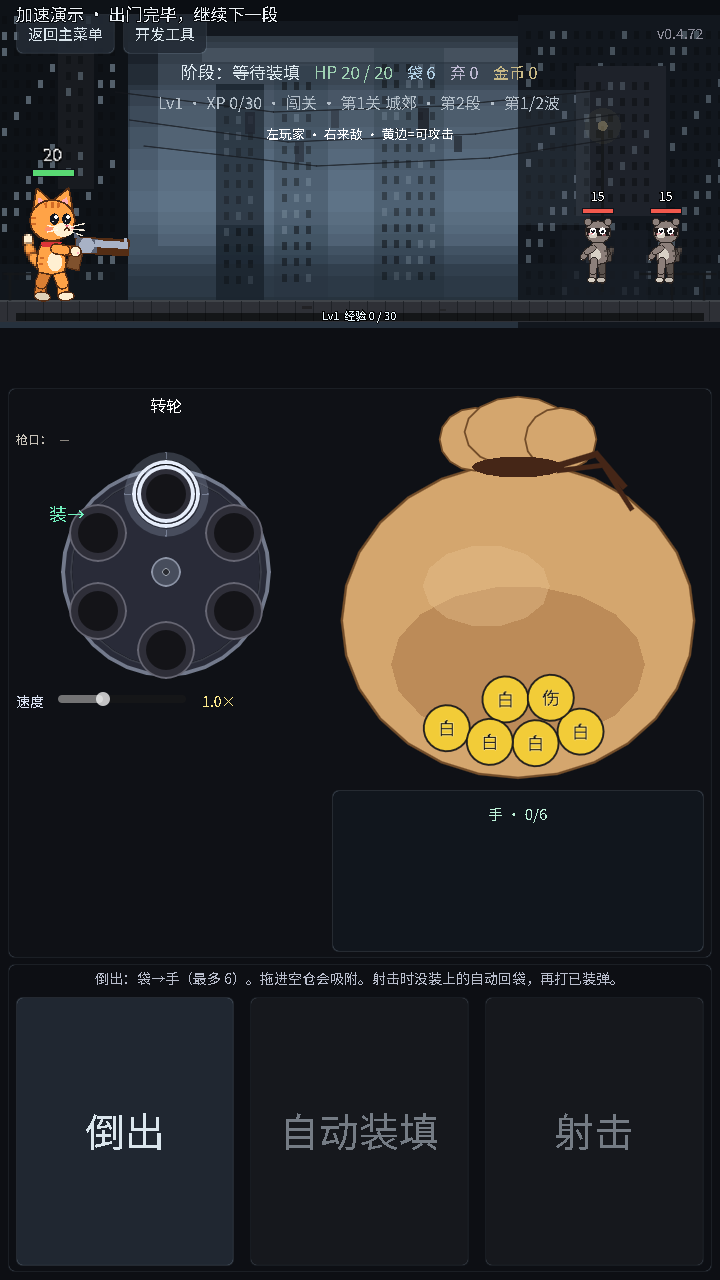 加速演示 · 出门完毕，继续下一段
返回主菜单 开发工具 v0.4.72
阶段：等待装填 HP 20 / 20 袋 6 弃 0 金币 0
Lv1 · XP 0/30 · 闯关 · 第1关 城郊 · 第2段 · 第1/2波
左玩家 · 右来敌 · 黄边=可攻击
20
15 15
Lv1 经验 0 / 30
转轮
枪口： —
装→
速度 1.0×
白 伤
白 白 白 白
手 · 0/6
倒出：袋→手（最多 6）。拖进空仓会吸附。射击时没装上的自动回袋，再打已装弹。
倒出 自动装填 射击